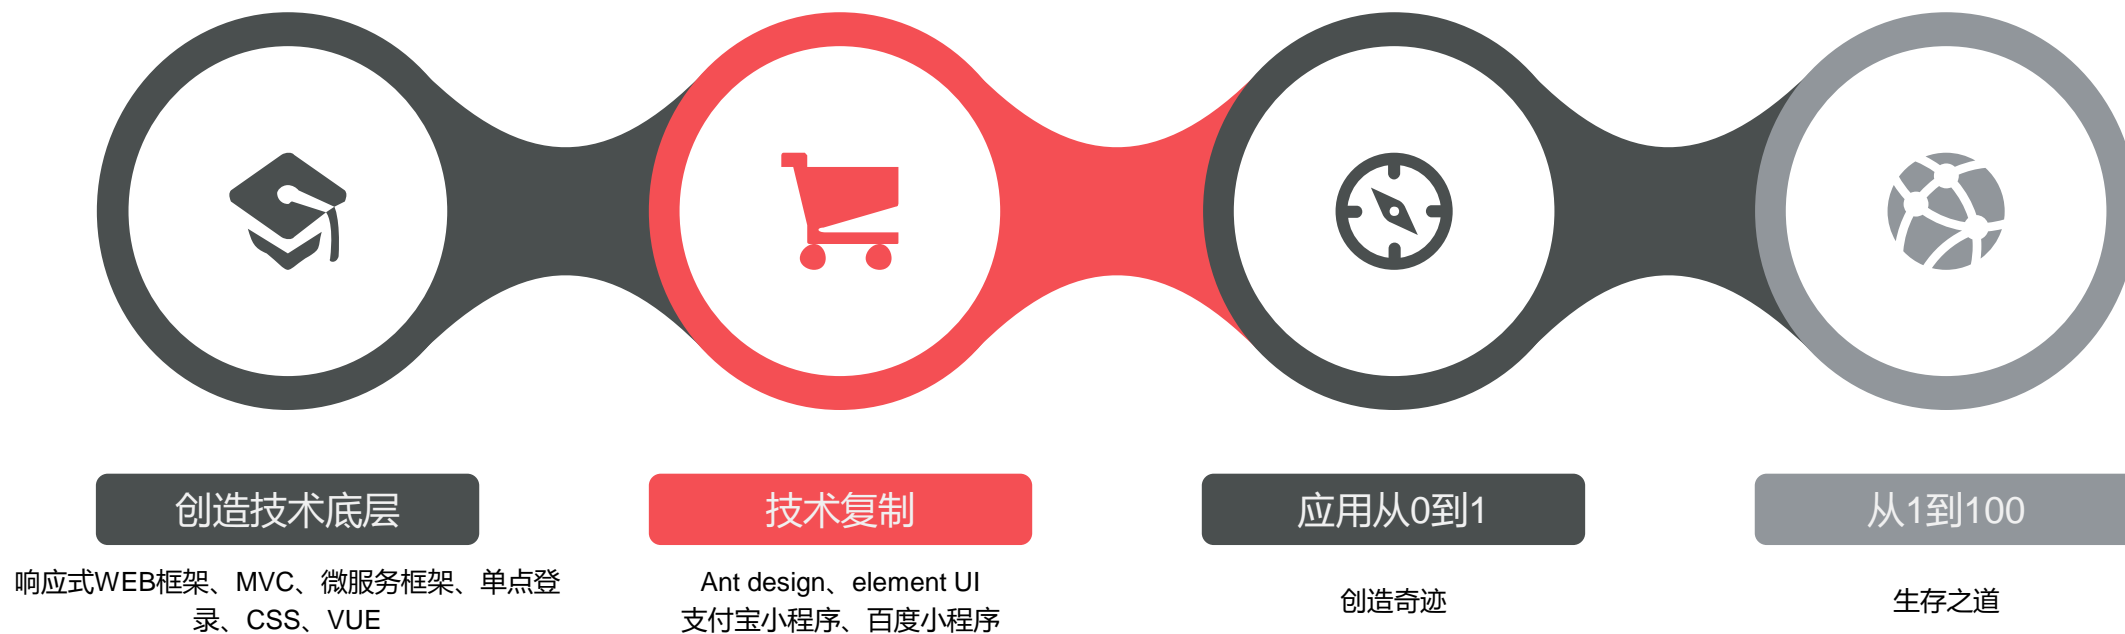 创造技术底层
技术复制
应用从0到1
从1到100
响应式WEB框架、MVC、微服务框架、单点登
录、CSS、VUE
Ant design、element UI
支付宝小程序、百度小程序
创造奇迹
生存之道